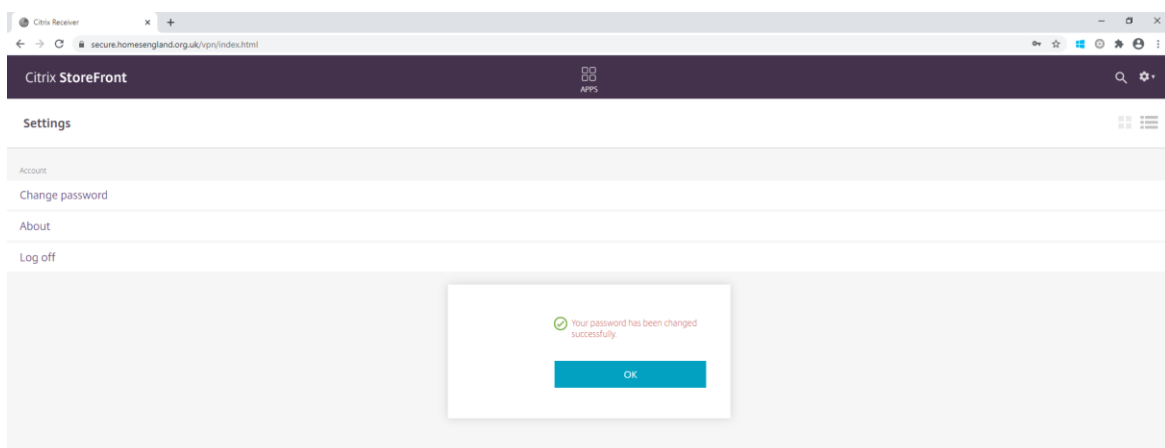 Citrix Receiver
secure.homesengland.org.uk/vpn/index.html
Citrix StoreFront
APPS
Settings
Account
Change password
About
Log off
Your password has been changed
successfully.
OK